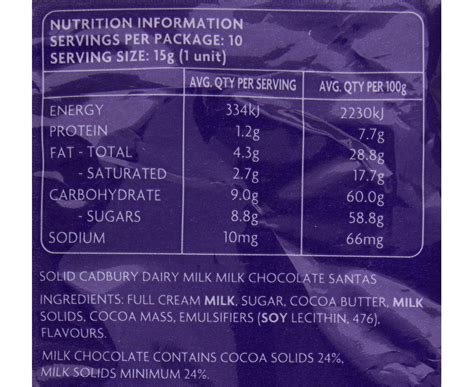 NUTRITION INFORMATION
SERVINGS PER PACKAGE: 10
SERVING SIZE: 15g (1 unit)
AVG. QTY PER SERVING AVG. QTY PER 100g
ENERGY 334kJ 2230kJ
PROTEIN 1.2g 7.7g
FAT - TOTAL 4.3g 28.8g
- SATURATED 2.7g 17.7g
CARBOHYDRATE 9.0g 60.0g
- SUGARS 8.8g 58.8g
SODIUM 10mg 66mg
SOLID CADBURY DAIRY MILK MILK CHOCOLATE SANTAS
INGREDIENTS: FULL CREAM MILK, SUGAR, COCOA BUTTER, MILK
SOLIDS, COCOA MASS, EMULSIFIERS (SOY LECITHIN, 476),
FLAVOURS.
MILK CHOCOLATE CONTAINS COCOA SOLIDS 24%,
MILK SOLIDS MINIMUM 24%.